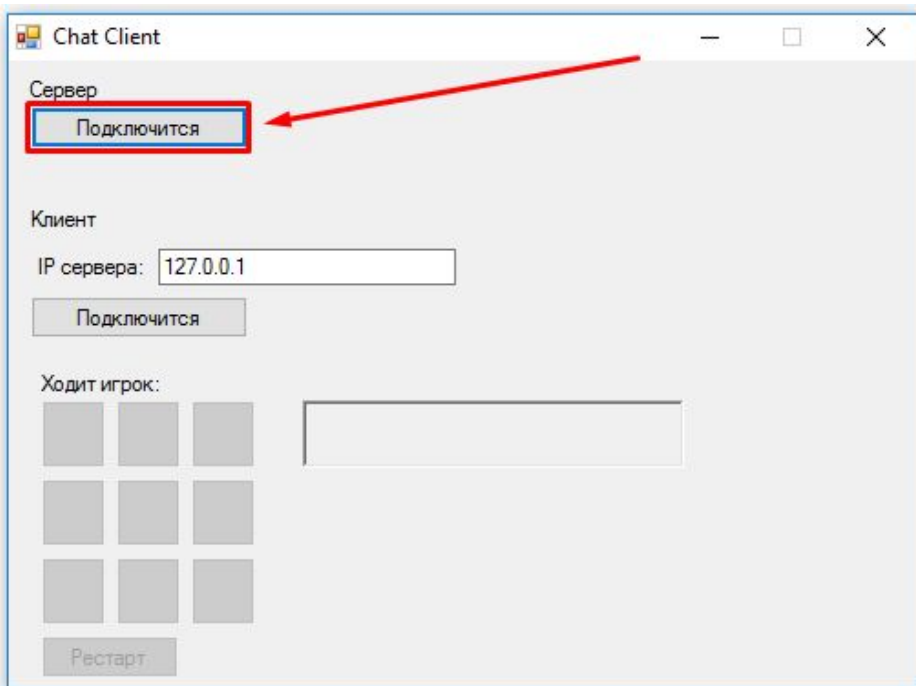 Chat Client
Сервер
Подключится
Клиент
IP сервера: 127.0.0.1
Подключится
Ходит игрок:
Рестарт